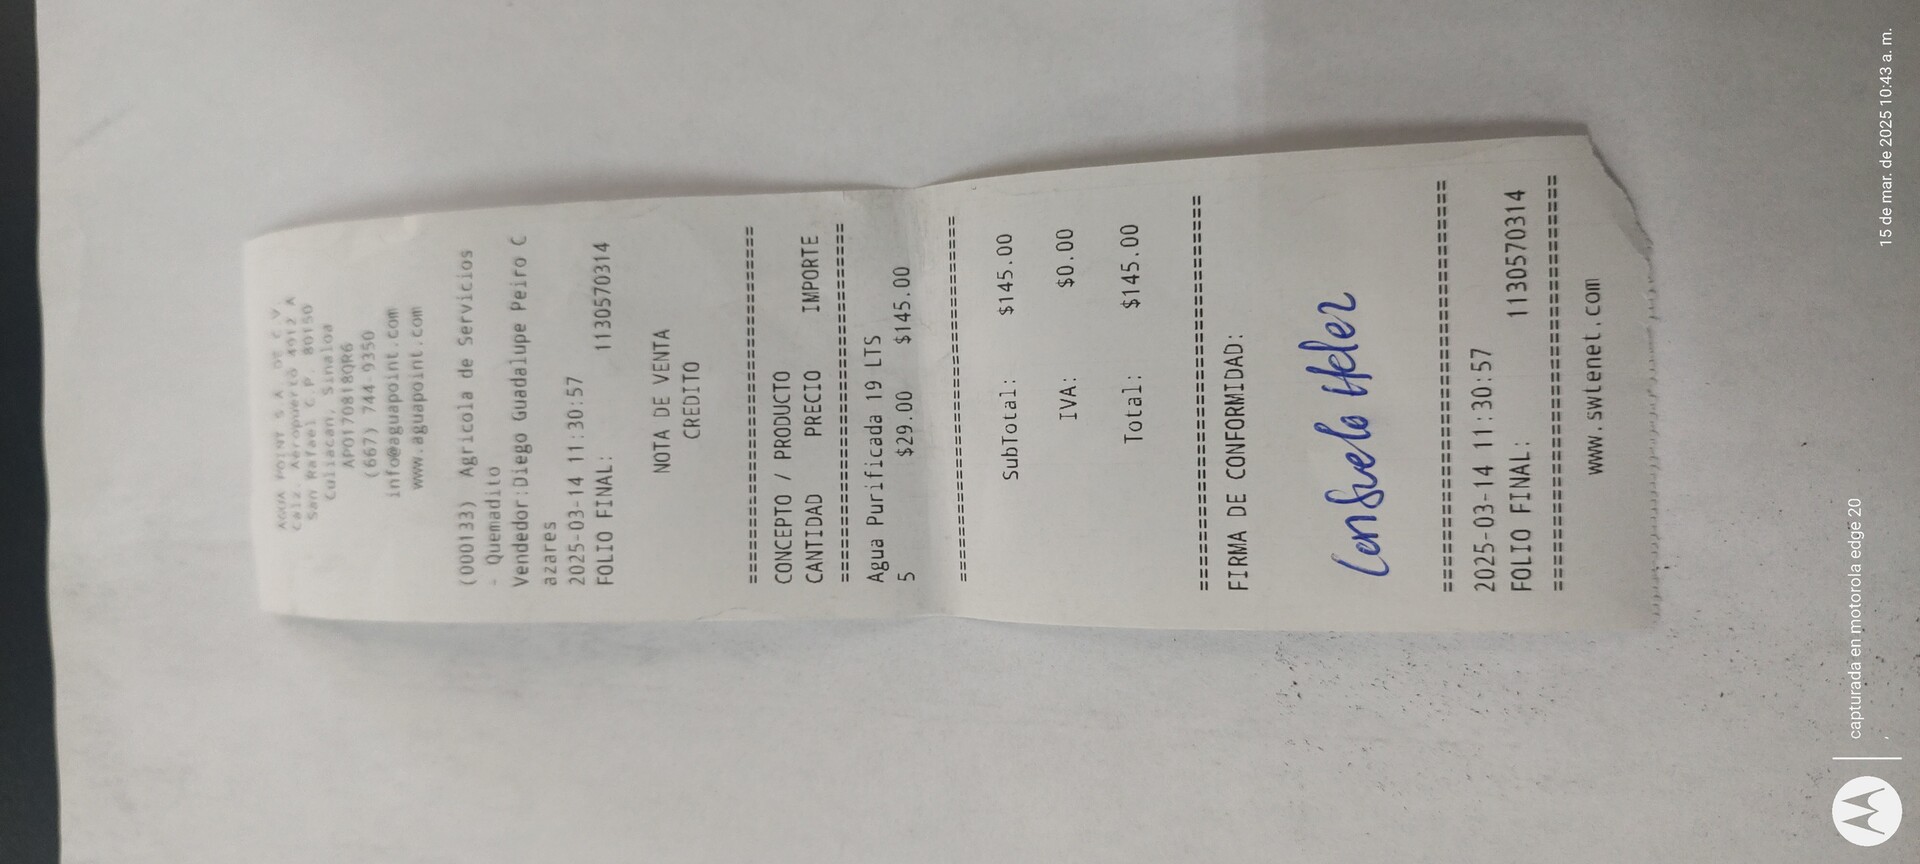 AGUA POINT S.A. DE C.V.
Calz. Aeropuerto 4912 A
San Rafael C.P. 80150
Culiacan, Sinaloa
APO170818QR6
(667) 744-9350
info@aguapoint.com
www.aguapoint.com
(000133) Agricola de Servicios
- Quemadito
Vendedor:Diego Guadalupe Peiro C
azares
2025-03-14 11:30:57
FOLIO FINAL: 1130570314
NOTA DE VENTA
CREDITO
================================
CONCEPTO / PRODUCTO
CANTIDAD PRECIO IMPORTE
================================
Agua Purificada 19 LTS
5 $29.00 $145.00
================================
SubTotal: $145.00
IVA: $0.00
Total: $145.00
================================
FIRMA DE CONFORMIDAD:
Consuelo
================================
2025-03-14 11:30:57
FOLIO FINAL: 1130570314
================================
www.swtenet.com
capturada en motorola edge 20
15 de mar. de 2025 10:43 a. m.